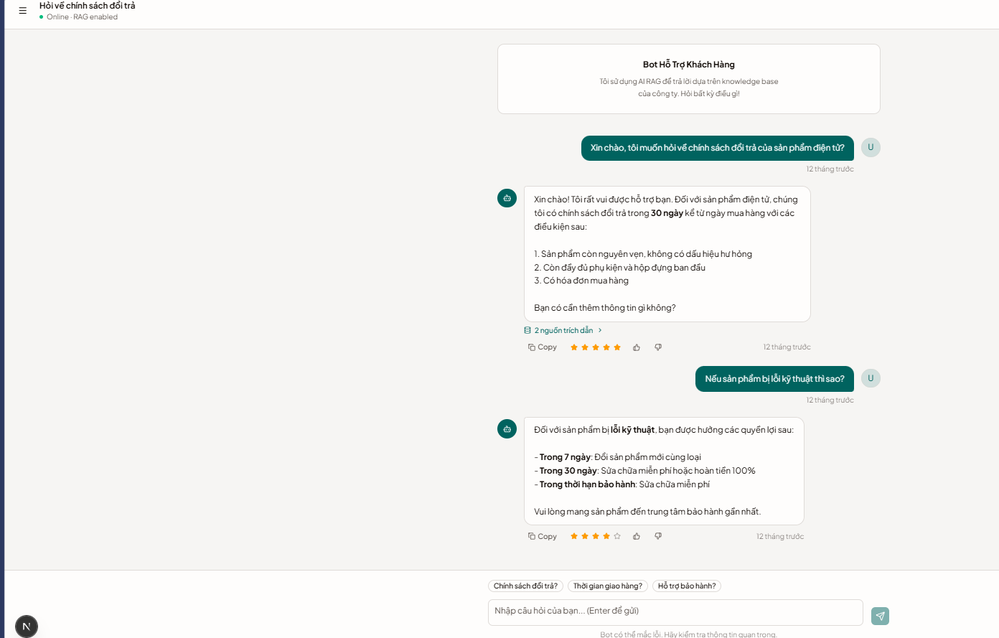 Hỏi về chính sách đổi trả
Online · RAG enabled
Bot Hỗ Trợ Khách Hàng
Tôi sử dụng AI RAG để trả lời dựa trên knowledge base
của công ty. Hỏi bất kỳ điều gì!
Xin chào, tôi muốn hỏi về chính sách đổi trả của sản phẩm điện tử?
U
12 tháng trước
Xin chào! Tôi rất vui được hỗ trợ bạn. Đối với sản phẩm điện tử, chúng
tôi có chính sách đổi trả trong 30 ngày kể từ ngày mua hàng với các
điều kiện sau:
1. Sản phẩm còn nguyên vẹn, không có dấu hiệu hư hỏng
2. Còn đầy đủ phụ kiện và hộp đựng ban đầu
3. Có hóa đơn mua hàng
Bạn có cần thêm thông tin gì không?
2 nguồn trích dẫn
Copy
12 tháng trước
Nếu sản phẩm bị lỗi kỹ thuật thì sao?
U
12 tháng trước
Đối với sản phẩm bị lỗi kỹ thuật, bạn được hưởng các quyền lợi sau:
- Trong 7 ngày: Đổi sản phẩm mới cùng loại
- Trong 30 ngày: Sửa chữa miễn phí hoặc hoàn tiền 100%
- Trong thời hạn bảo hành: Sửa chữa miễn phí
Vui lòng mang sản phẩm đến trung tâm bảo hành gần nhất.
Copy
12 tháng trước
Chính sách đổi trả?
Thời gian giao hàng?
Hỗ trợ bảo hành?
Nhập câu hỏi của bạn... (Enter để gửi)
N
Bot có thể mắc lỗi. Hãy kiểm tra thông tin quan trọng.